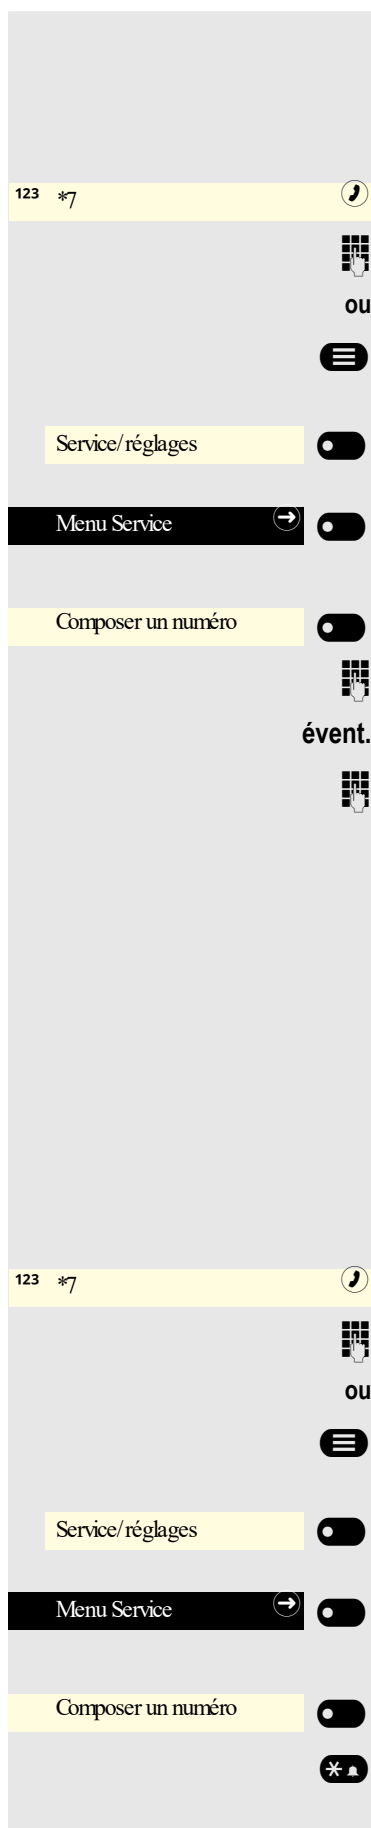 123 *7
ou
Service/réglages
Menu Service
Composer un numéro
évent.
123 *7
ou
Service/réglages
Menu Service
Composer un numéro